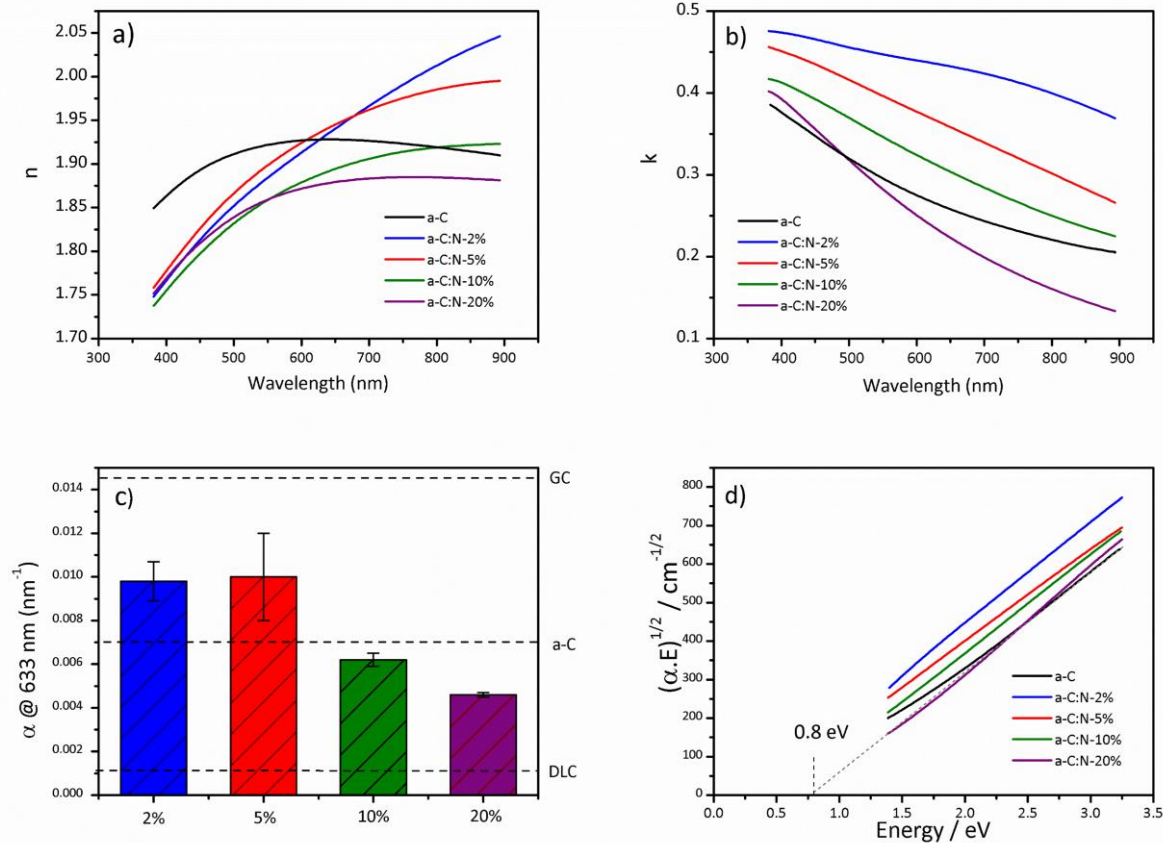 a)
n
2.05
2.00
1.95
1.90
1.85
1.80
1.75
1.70
a-C
a-C:N-2%
a-C:N-5%
a-C:N-10%
a-C:N-20%
300 400 500 600 700 800 900
Wavelength (nm)
b)
k
0.5
0.4
0.3
0.2
0.1
a-C
a-C:N-2%
a-C:N-5%
a-C:N-10%
a-C:N-20%
300 400 500 600 700 800 900
Wavelength (nm)
c)
α @ 633 nm (nm⁻¹)
0.014
0.012
0.010
0.008
0.006
0.004
0.002
0.000
GC
a-C
DLC
2% 5% 10% 20%
d)
(α.E)^1/2 / cm^-1/2
800
700
600
500
400
300
200
100
0
0.8 eV
a-C
a-C:N-2%
a-C:N-5%
a-C:N-10%
a-C:N-20%
0.0 0.5 1.0 1.5 2.0 2.5 3.0 3.5
Energy / eV